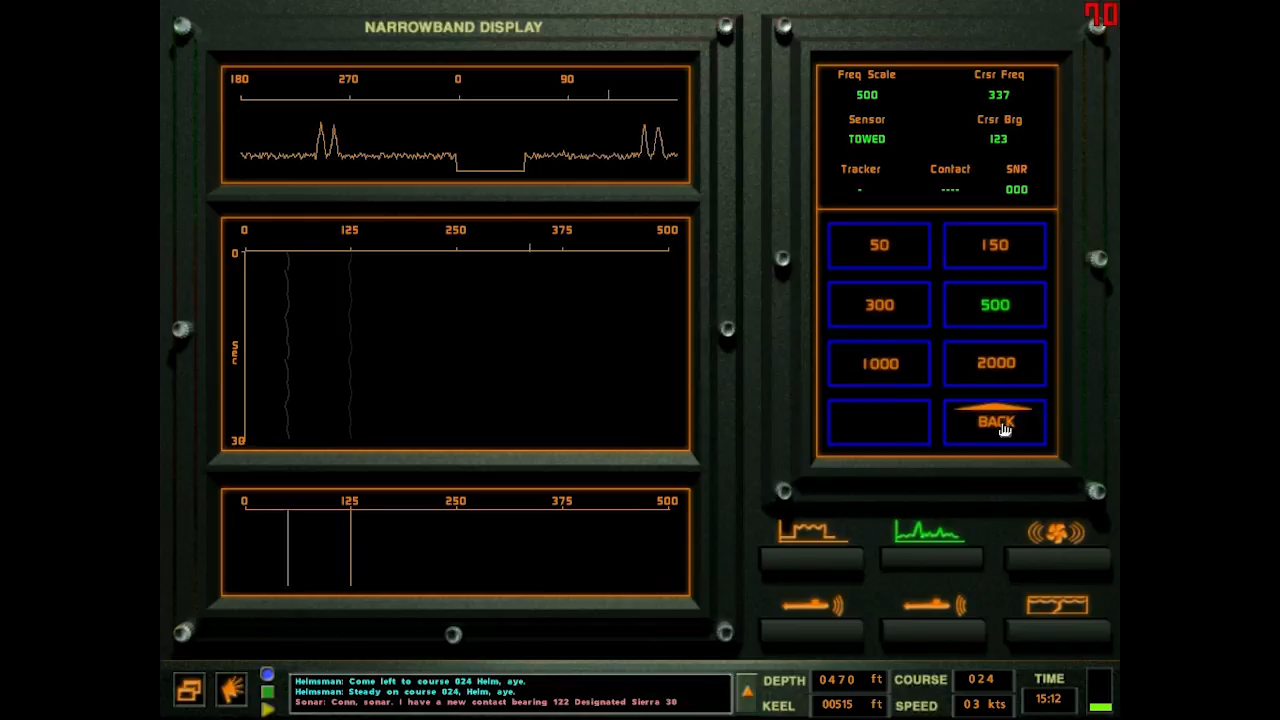 70
NARROWBAND DISPLAY
180 270 0 90
0 125 250 375 500
0
Sec
30
0 125 250 375 500
Freq Scale Crsr Freq
500 337
Sensor Crsr Brg
TOWED 123
Tracker Contact SNR
- ---- 000
50 150
300 500
1000 2000
BACK
Helmsman: Come left to course 024 Helm, aye.
Helmsman: Steady on course 024, Helm, aye.
Sonar: Conn, sonar. I have a new contact bearing 122 Designated Sierra 30
DEPTH 0470 ft COURSE 024 TIME
KEEL 00515 ft SPEED 03 kts 15:12